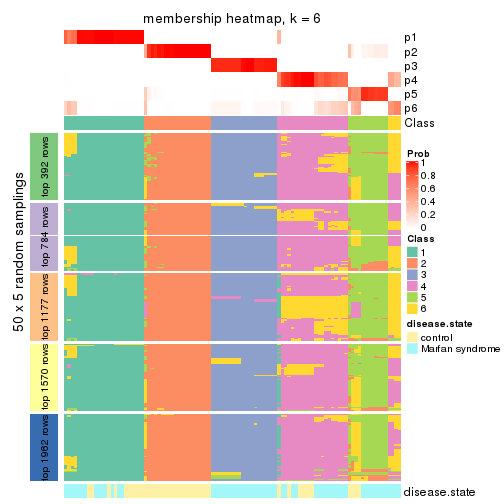 membership heatmap, k = 6
p1
p2
p3
p4
p5
p6
Class
50 x 5 random samplings
top 392 rows
top 784 rows
top 1177 rows
top 1570 rows
top 1962 rows
disease.state
Prob
1
0.8
0.6
0.4
0.2
0
Class
1
2
3
4
5
6
disease.state
control
Marfan syndrome